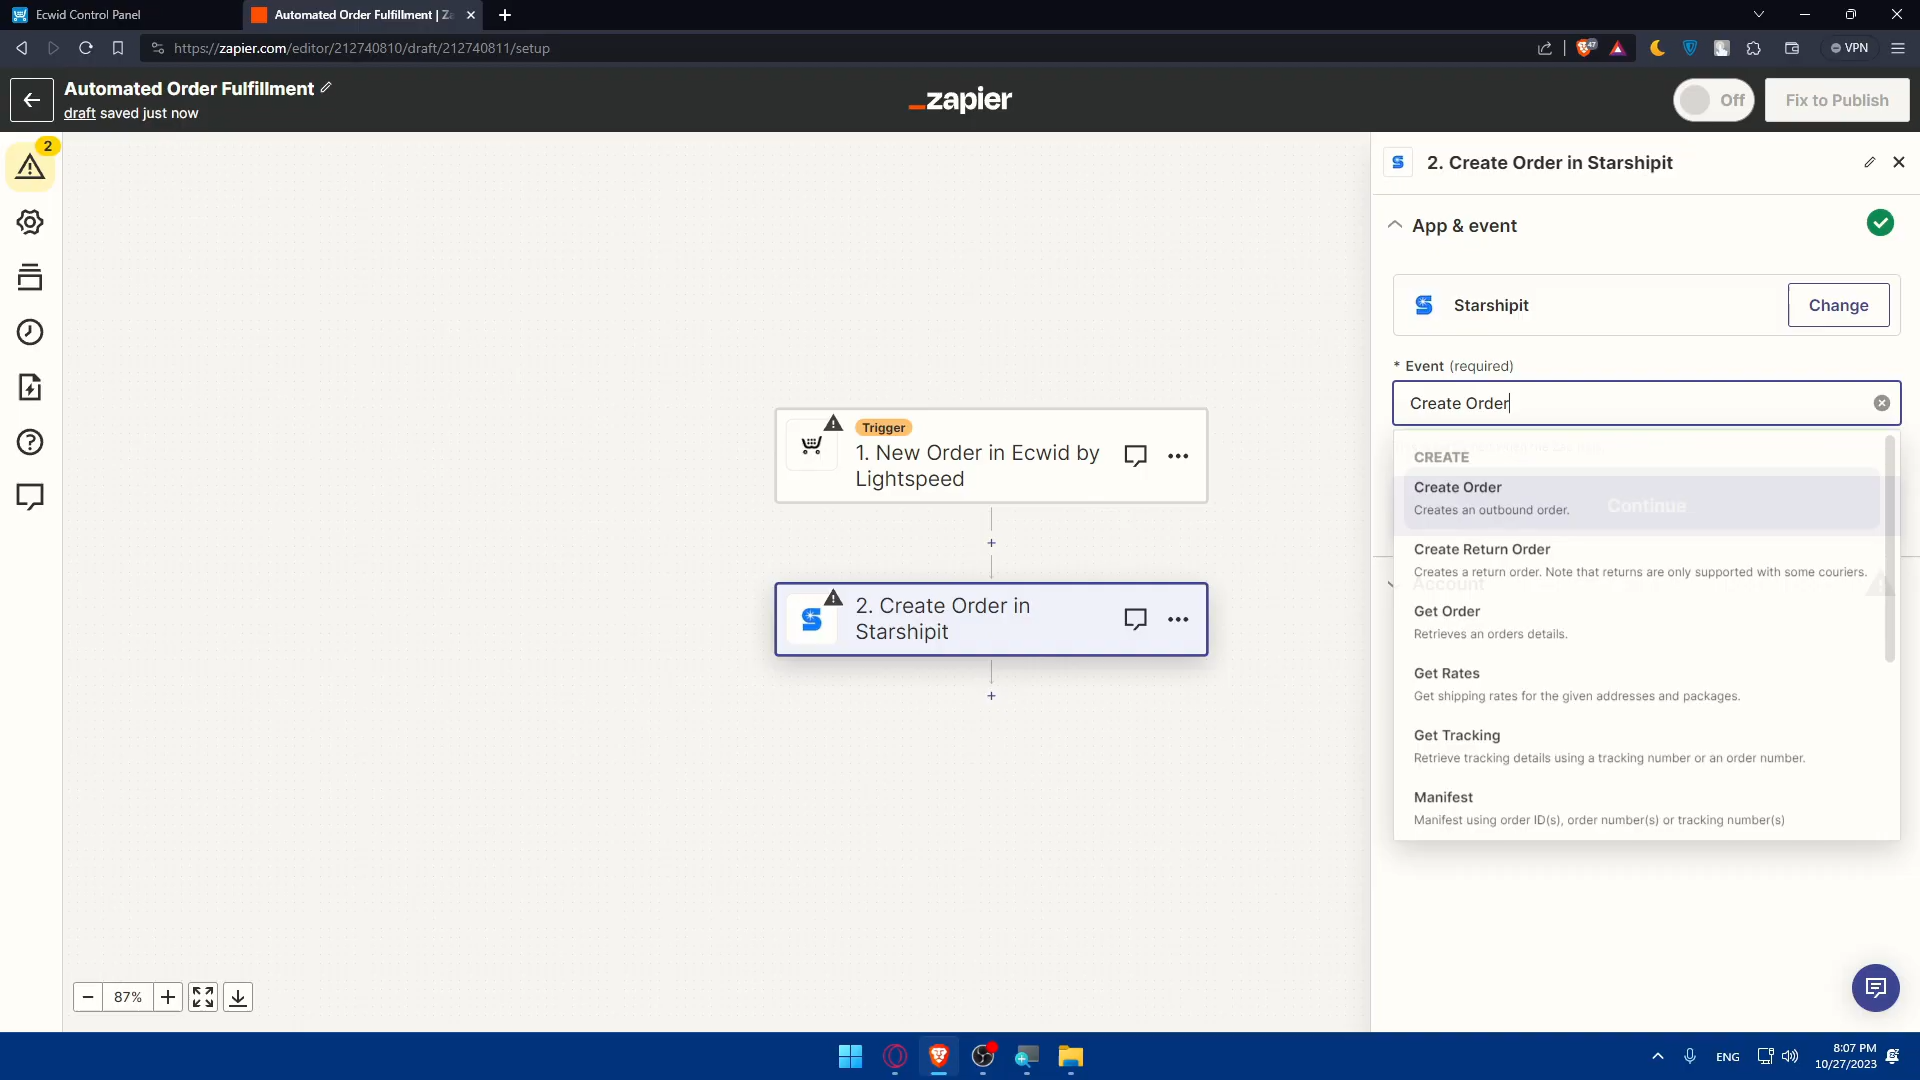 Ecwid Control Panel
Automated Order Fulfillment | Za
https://zapier.com/editor/212740810/draft/212740811/setup
47
VPN
Automated Order Fulfillment
draft saved just now
zapier
Off
Fix to Publish
2
2. Create Order in Starshipit
App & event
Starshipit
Change
* Event (required)
Create Order
CREATE
Create Order
Creates an outbound order.
Continue
Create Return Order
Creates a return order. Note that returns are only supported with some couriers.
Account
Get Order
Retrieves an orders details.
Get Rates
Get shipping rates for the given addresses and packages.
Get Tracking
Retrieve tracking details using a tracking number or an order number.
Manifest
Manifest using order ID(s), order number(s) or tracking number(s)
Trigger
1. New Order in Ecwid by
Lightspeed
2. Create Order in
Starshipit
87%
ENG
8:07 PM
10/27/2023